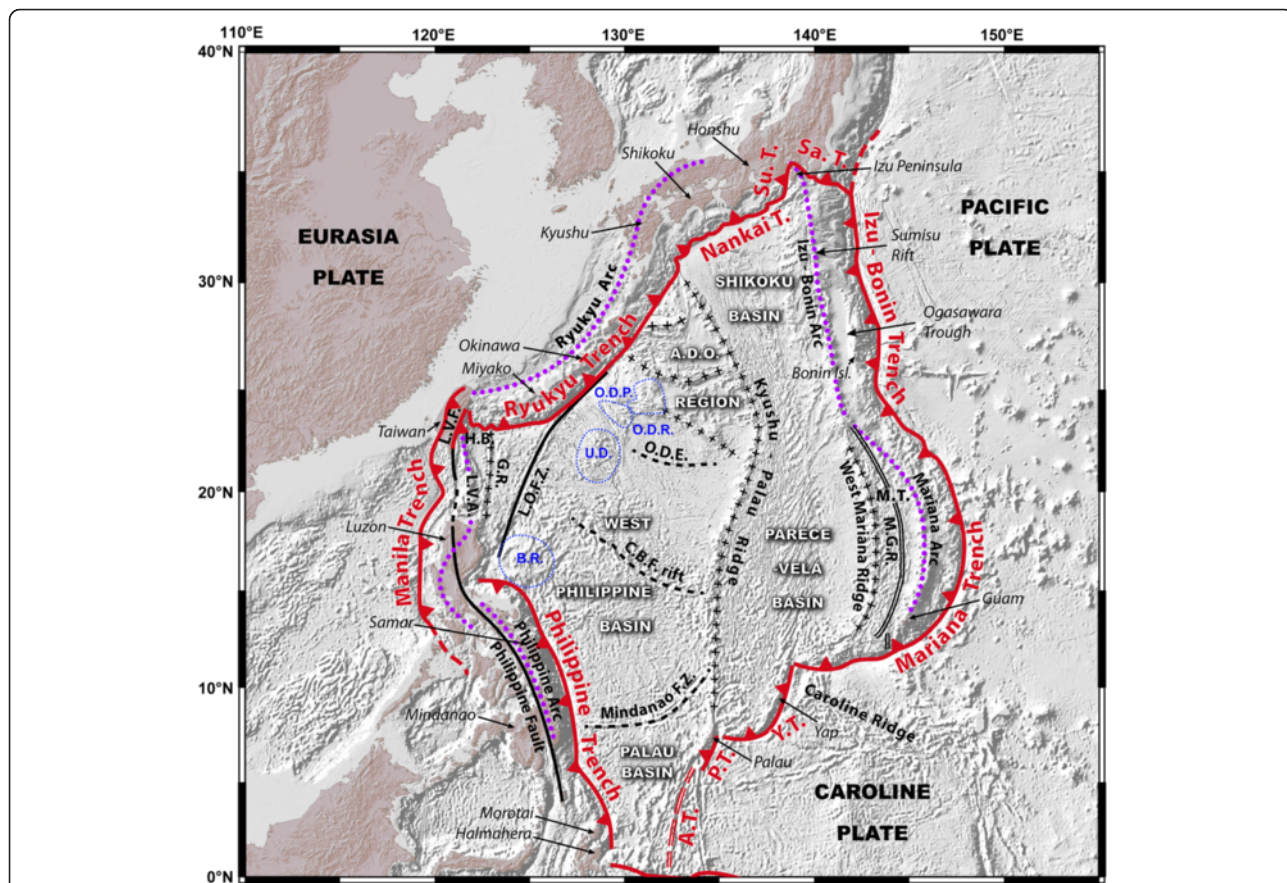 110°E
120°E
130°E
140°E
150°E
40°N
30°N
20°N
10°N
0°N
Honshu
Shikoku
Su. T.
Sa. T.
Izu Peninsula
EURASIA
PLATE
Kyushu
Nankai T.
PACIFIC
PLATE
Sumisu
Rift
Ryukyu Arc
SHIKOKU
BASIN
Izu - Bonin Arc
Izu - Bonin Trench
Ogasawara
Trough
Okinawa
Miyako
Ryukyu Trench
A.D.O.
REGION
Bonin Isl.
Kyushu - Palau Ridge
O.D.P.
O.D.R.
U.D.
O.D.E.
Taiwan
L.V.F.
H.B.
G.R.
L.V.A
L.O.F.Z.
Manila Trench
Luzon
WEST
PHILIPPINE
BASIN
C.B.F. rift
B.R.
PARECE
VELA
BASIN
West Mariana Ridge
M.T.
M.G.R.
Mariana Arc
Mariana Trench
Guam
Samar
Philippine Arc
Philippine Fault
Philippine Trench
Mindanao
Mindanao F.Z.
Caroline Ridge
Yap
Y.T.
PALAU
BASIN
P.T.
Palau
A.T.
CAROLINE
PLATE
Morotai
Halmahera